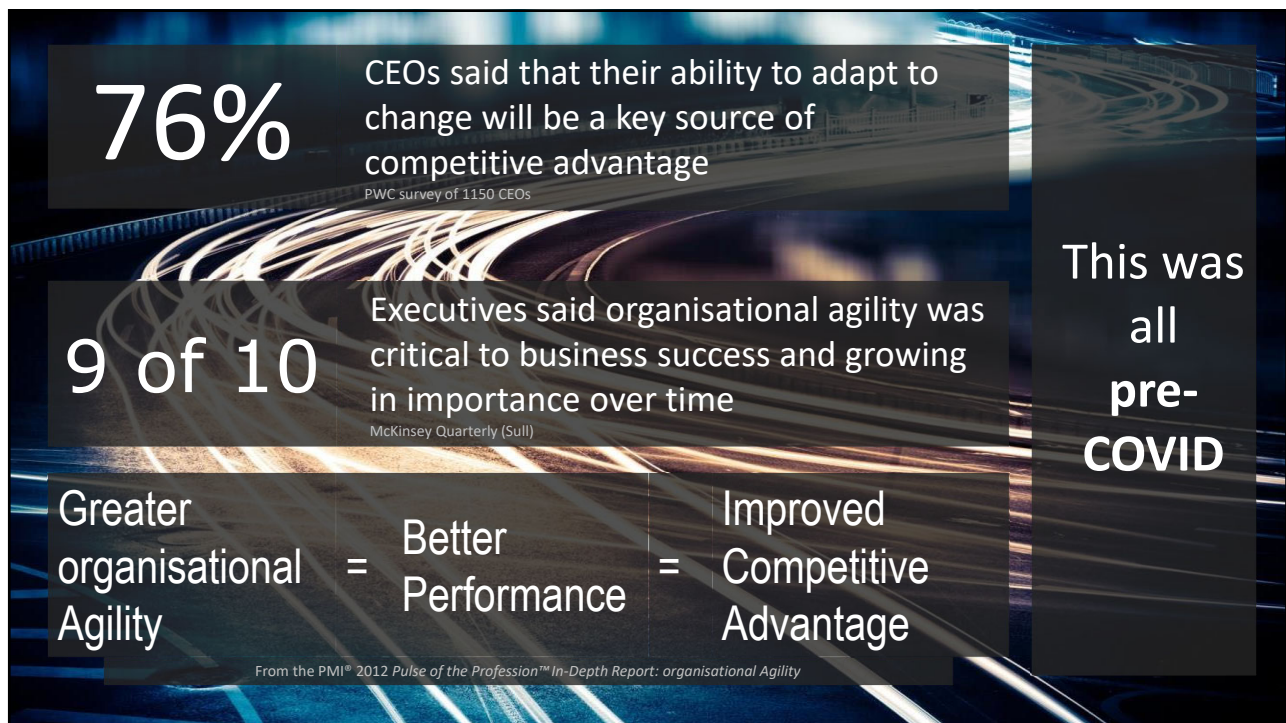 76%
CEOs said that their ability to adapt to
change will be a key source of
competitive advantage
PWC survey of 1150 CEOs
9 of 10
Executives said organisational agility was
critical to business success and growing
in importance over time
McKinsey Quarterly (Sull)
Greater
organisational
Agility
=
Better
Performance
=
Improved
Competitive
Advantage
From the PMI® 2012 Pulse of the Profession™ In-Depth Report: organisational Agility
This was
all
pre-
COVID